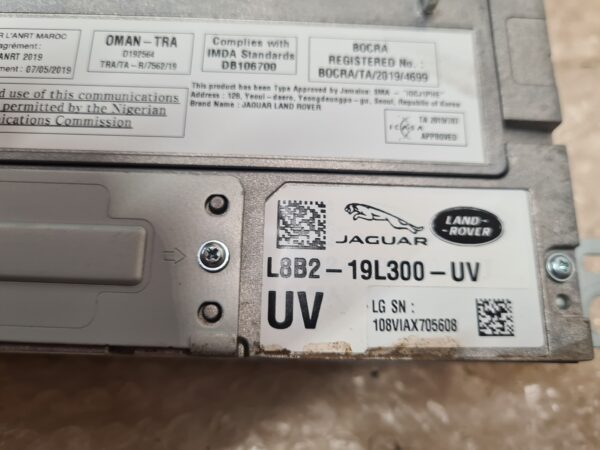 L'ANRT MAROC
agrément :
ANRT 2019
ément : 07/05/2019
OMAN-TRA
D192564
TRA/TA-R/7562/19
Complies with
IMDA Standards
DB106700
BOCRA
REGISTERED No. :
BOCRA/TA/2019/4699
This product has been Type Approved by Jamaica: SMA -
Address : 128, Yeoui-daero, Yeongdeungpo-gu, Seoul, Republic of Korea
Brand Name : JAGUAR LAND ROVER
d use of this communications
permitted by the Nigerian
ications Commission
APPROVED
JAGUAR
LAND-
-ROVER
L8B2-19L300-UV
UV
LG SN :
108VIAX705608